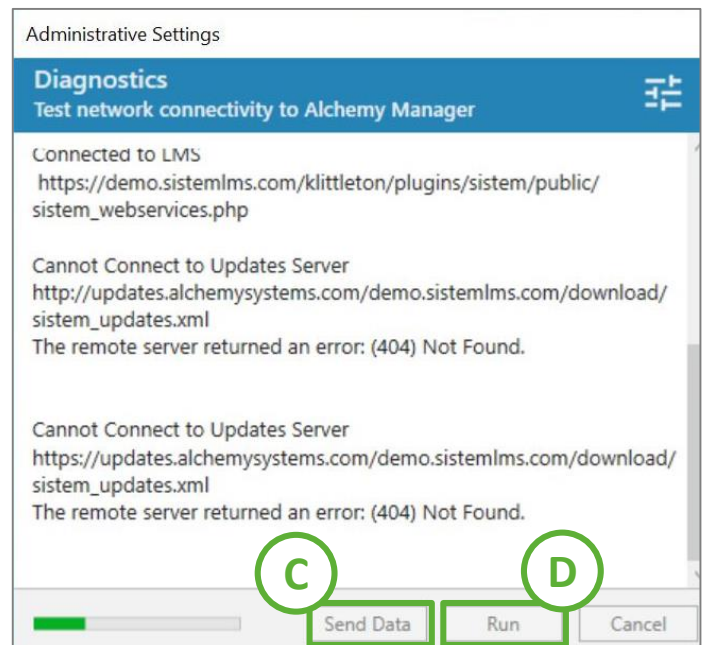 Administrative Settings
Diagnostics
Test network connectivity to Alchemy Manager
Connected to LMS
https://demo.sistemlms.com/klittleton/plugins/sistem/public/
sistem_webservices.php
Cannot Connect to Updates Server
http://updates.alchemysystems.com/demo.sistemlms.com/download/
sistem_updates.xml
The remote server returned an error: (404) Not Found.
Cannot Connect to Updates Server
https://updates.alchemysystems.com/demo.sistemlms.com/download/
sistem_updates.xml
The remote server returned an error: (404) Not Found.
C D
Send Data Run Cancel